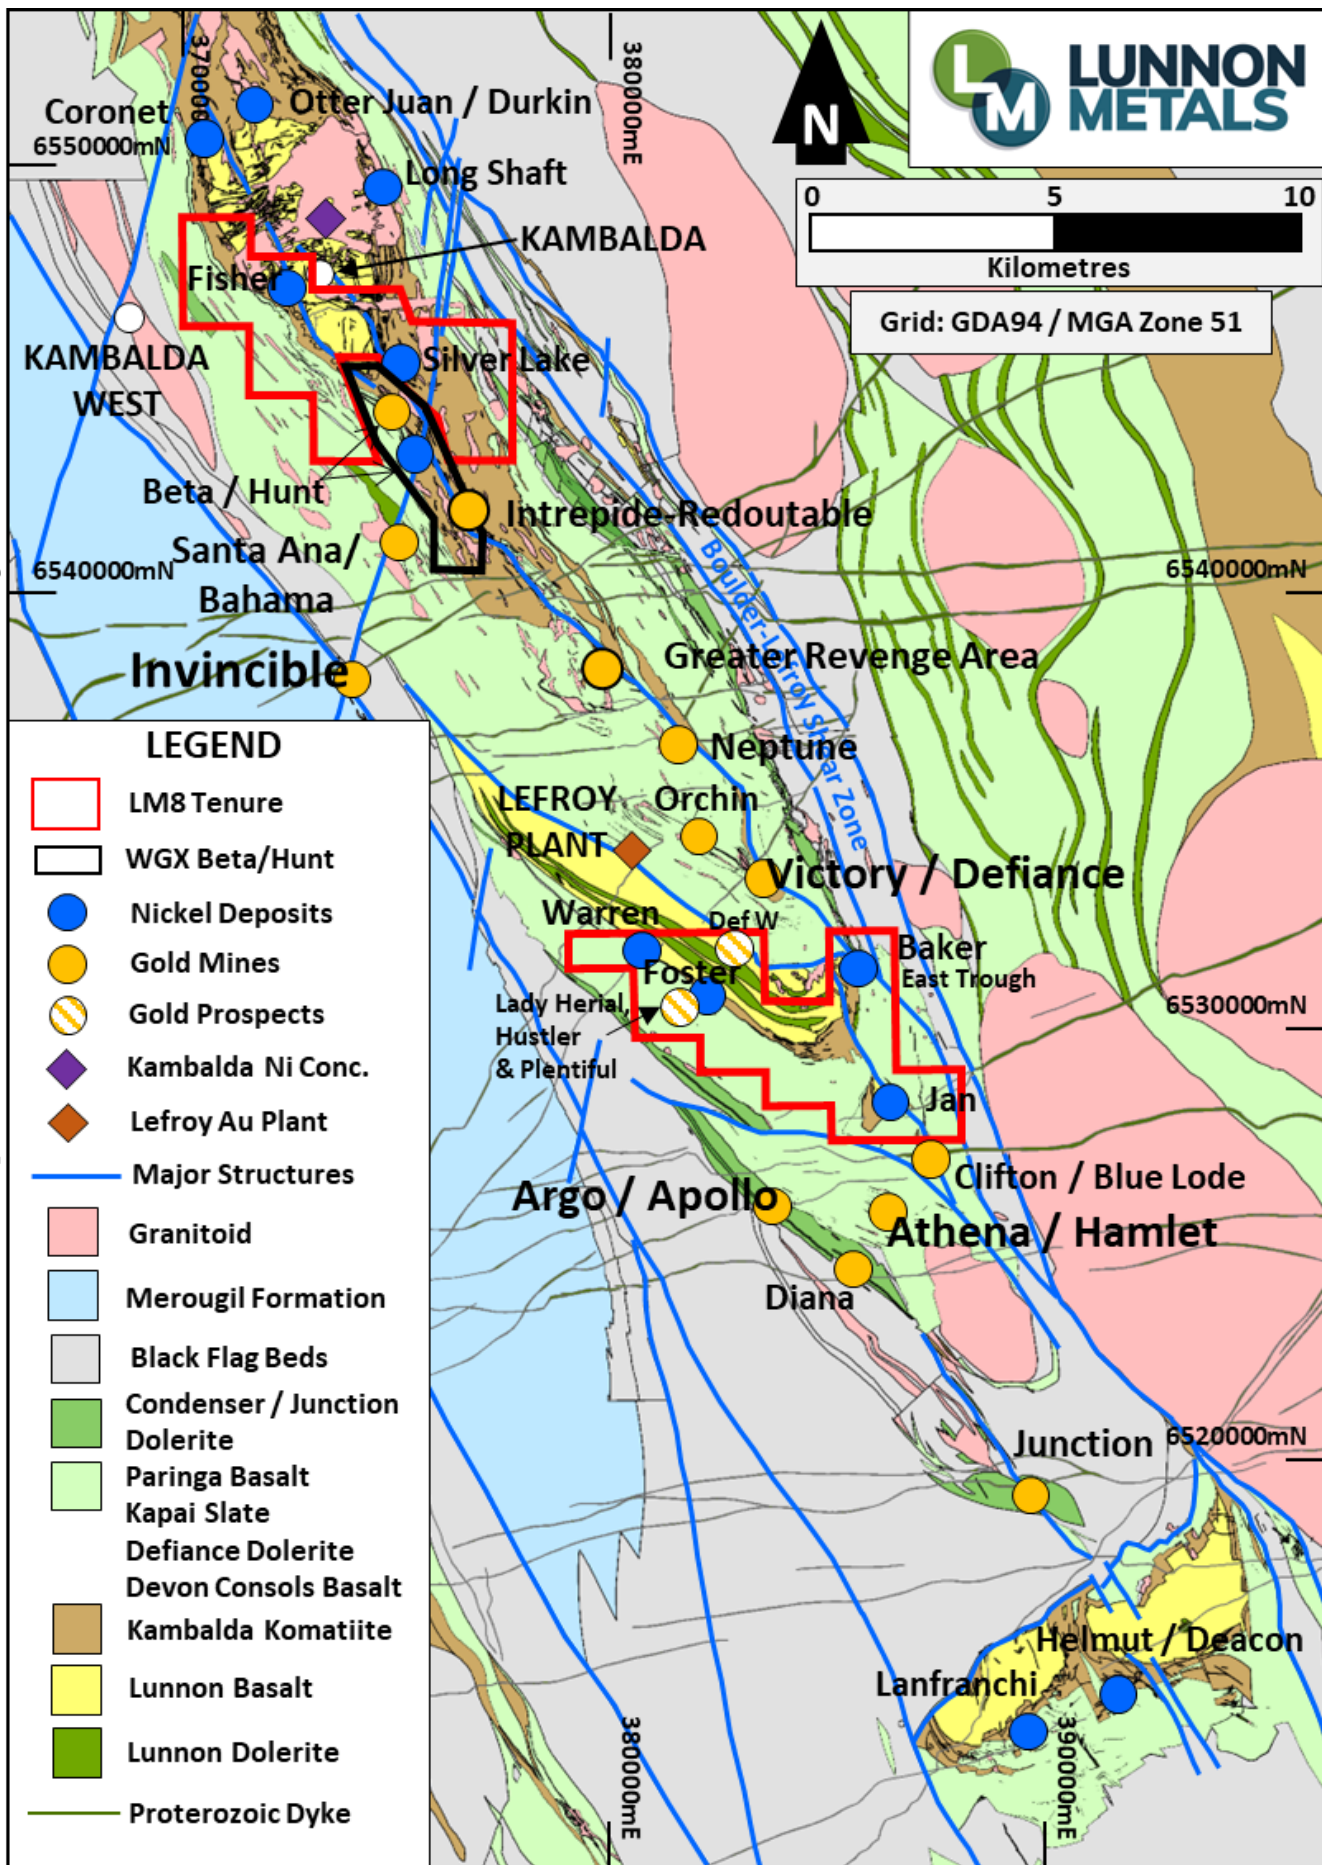 LM
LUNNON
METALS
N
0 5 10
Kilometres
Grid: GDA94 / MGA Zone 51
370000mE
380000mE
Coronet
6550000mN
Otter Juan / Durkin
Long Shaft
KAMBALDA
Fisher
KAMBALDA
WEST
Silver Lake
Beta / Hunt
Intrepide-Redoutable
Santa Ana/
Bahama
6540000mN
6540000mN
Boulder-Lefroy Shear Zone
Invincible
Greater Revenge Area
Neptune
LEFROY
PLANT
Orchin
Victory / Defiance
Warren
Def W
Foster
Baker
East Trough
Lady Herial,
Hustler
& Plentiful
6530000mN
Jan
Clifton / Blue Lode
Argo / Apollo
Athena / Hamlet
Diana
Junction
6520000mN
Helmut / Deacon
Lanfranchi
380000mE
390000mE
LEGEND
LM8 Tenure
WGX Beta/Hunt
Nickel Deposits
Gold Mines
Gold Prospects
Kambalda Ni Conc.
Lefroy Au Plant
Major Structures
Granitoid
Merougil Formation
Black Flag Beds
Condenser / Junction
Dolerite
Paringa Basalt
Kapai Slate
Defiance Dolerite
Devon Consols Basalt
Kambalda Komatiite
Lunnon Basalt
Lunnon Dolerite
Proterozoic Dyke